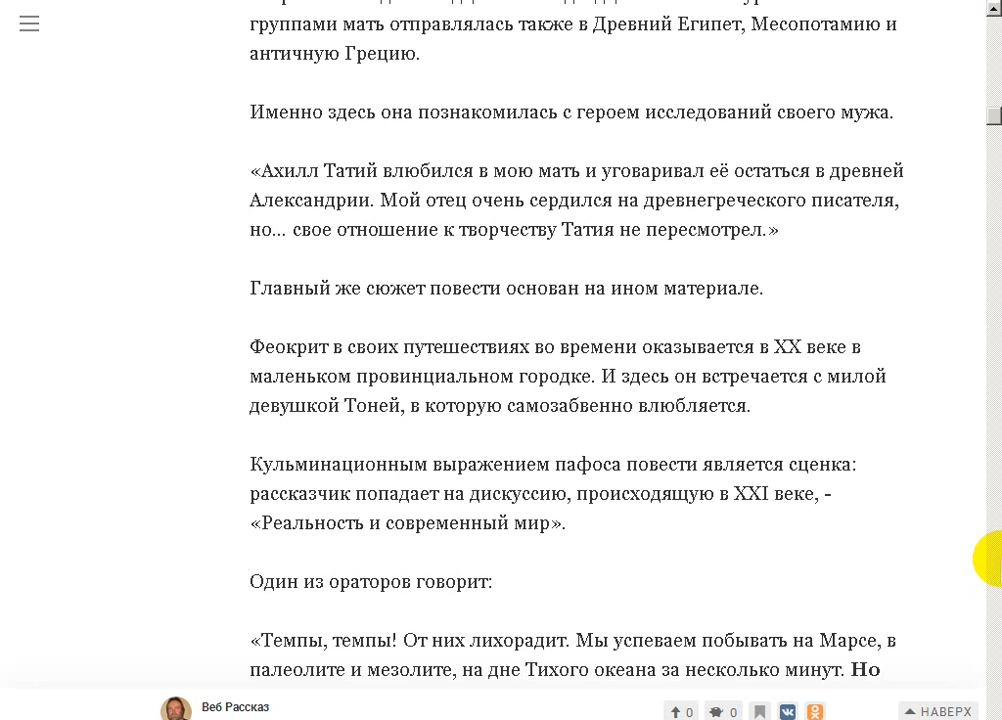 группами мать отправлялась также в Древний Египет, Месопотамию и
античную Грецию.
Именно здесь она познакомилась с героем исследований своего мужа.
«Ахилл Татий влюбился в мою мать и уговаривал её остаться в древней
Александрии. Мой отец очень сердился на древнегреческого писателя,
но... свое отношение к творчеству Татия не пересмотрел.»
Главный же сюжет повести основан на ином материале.
Феокрит в своих путешествиях во времени оказывается в XX веке в
маленьком провинциальном городке. И здесь он встречается с милой
девушкой Тоней, в которую самозабвенно влюбляется.
Кульминационным выражением пафоса повести является сценка:
рассказчик попадает на дискуссию, происходящую в XXI веке, -
«Реальность и современный мир».
Один из ораторов говорит:
«Темпы, темпы! От них лихорадит. Мы успеваем побывать на Марсе, в
палеолите и мезолите, на дне Тихого океана за несколько минут. Но
Веб Рассказ
0
0
НАВЕРХ